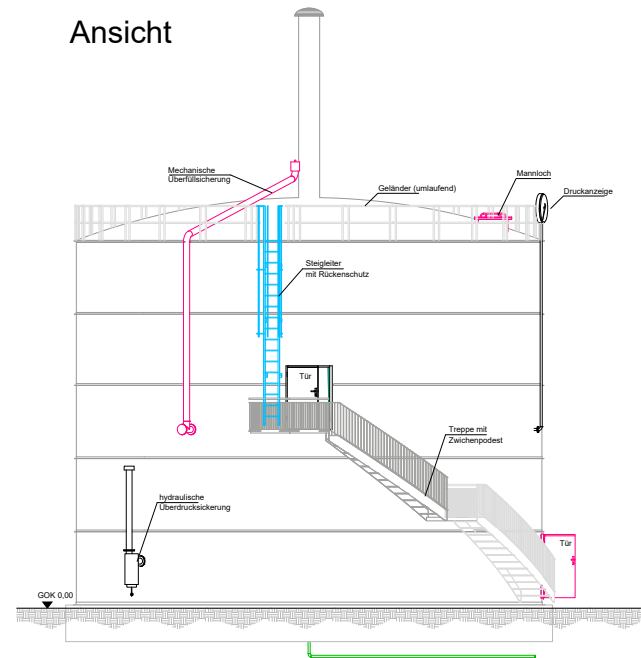 Ansicht
Mechanische
Überfüllsicherung
Geländer (umlaufend)
Mannloch
Druckanzeige
Steigleiter
mit Rückenschutz
Tür
Treppe mit
Zwichenpodest
hydraulische
Überdrucksickerung
Tür
GOK 0,00